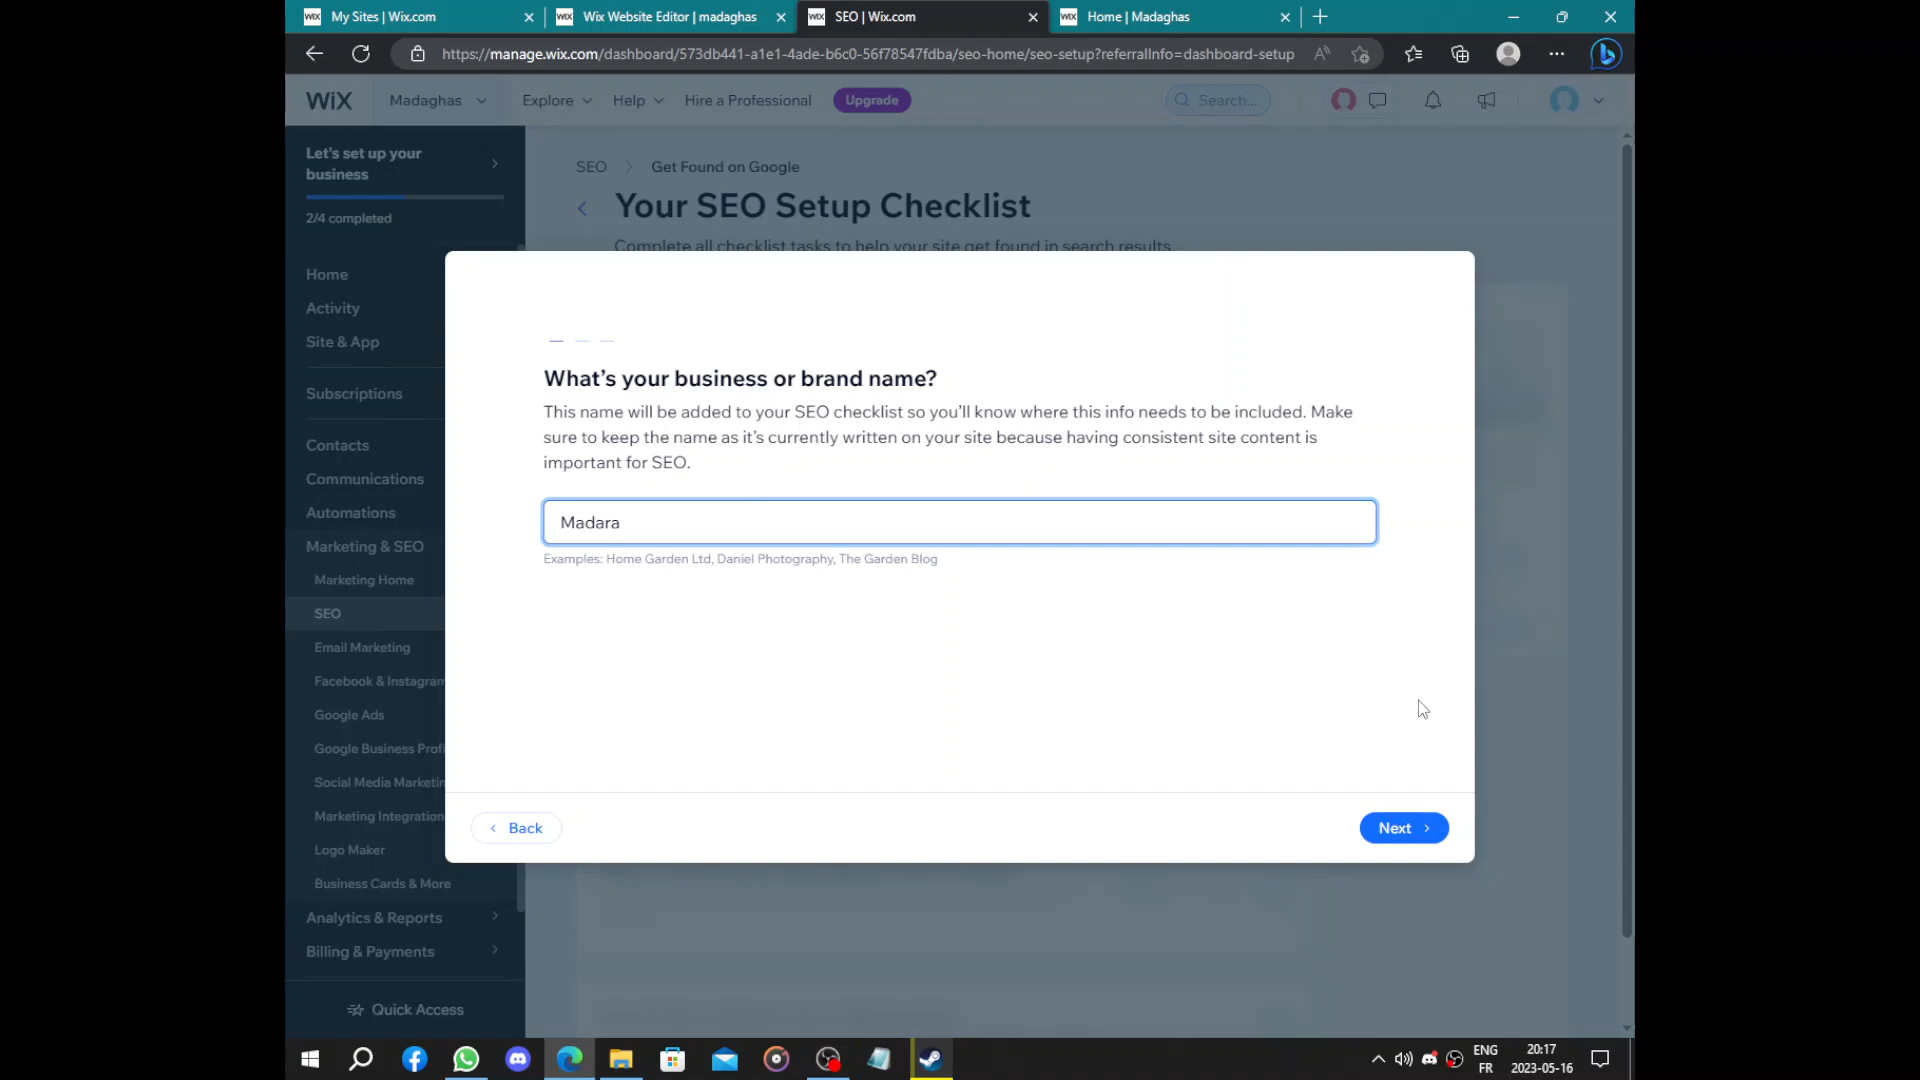 My Sites | Wix.com
Wix Website Editor | madaghas
SEO | Wix.com
Home | Madaghas
https://manage.wix.com/dashboard/573db441-a1e1-4ade-b6c0-56f78547fdba/seo-home/seo-setup?referralInfo=dashboard-setup
WiX
Madaghas
Explore
Help
Hire a Professional
Upgrade
Search...
Let's set up your
business
2/4 completed
Home
Activity
Site & App
Subscriptions
Contacts
Communications
Automations
Marketing & SEO
Marketing Home
SEO
Email Marketing
Facebook & Instagram
Google Ads
Google Business Profi
Social Media Marketin
Marketing Integration
Logo Maker
Business Cards & More
Analytics & Reports
Billing & Payments
Quick Access
SEO
Get Found on Google
Your SEO Setup Checklist
Complete all checklist tasks to help your site get found in search results.
What's your business or brand name?
This name will be added to your SEO checklist so you'll know where this info needs to be included. Make
sure to keep the name as it's currently written on your site because having consistent site content is
important for SEO.
Madara
Examples: Home Garden Ltd, Daniel Photography, The Garden Blog
Back
Next
ENG
FR
20:17
2023-05-16